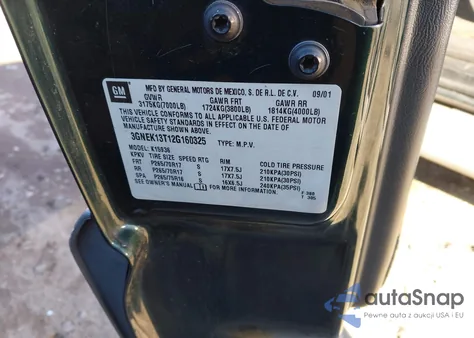 GM
MFD BY GENERAL MOTORS DE MEXICO, S. DE R.L. DE C.V. 09/01
GVWR GAWR FRT GAWR RR
3175KG(7000LB) 1724KG(3800LB) 1814KG(4000LB)
THIS VEHICLE CONFORMS TO ALL APPLICABLE U.S. FEDERAL MOTOR
VEHICLE SAFETY STANDARDS IN EFFECT ON THE DATE OF
MANUFACTURE SHOWN ABOVE.
3GNEK13T12G160325 TYPE: M.P.V.
MODEL: K15936
KPKV TIRE SIZE SPEED RTG RIM COLD TIRE PRESSURE
FRT P265/70R17 S 17X7.5J 210KPA(30PSI)
RR P265/70R17 S 17X7.5J 210KPA(30PSI)
SPA P265/75R16 S 16X6.5J 240KPA(35PSI)
SEE OWNER'S MANUAL
autoSnap
Pewne auta z aukcji USA i EU